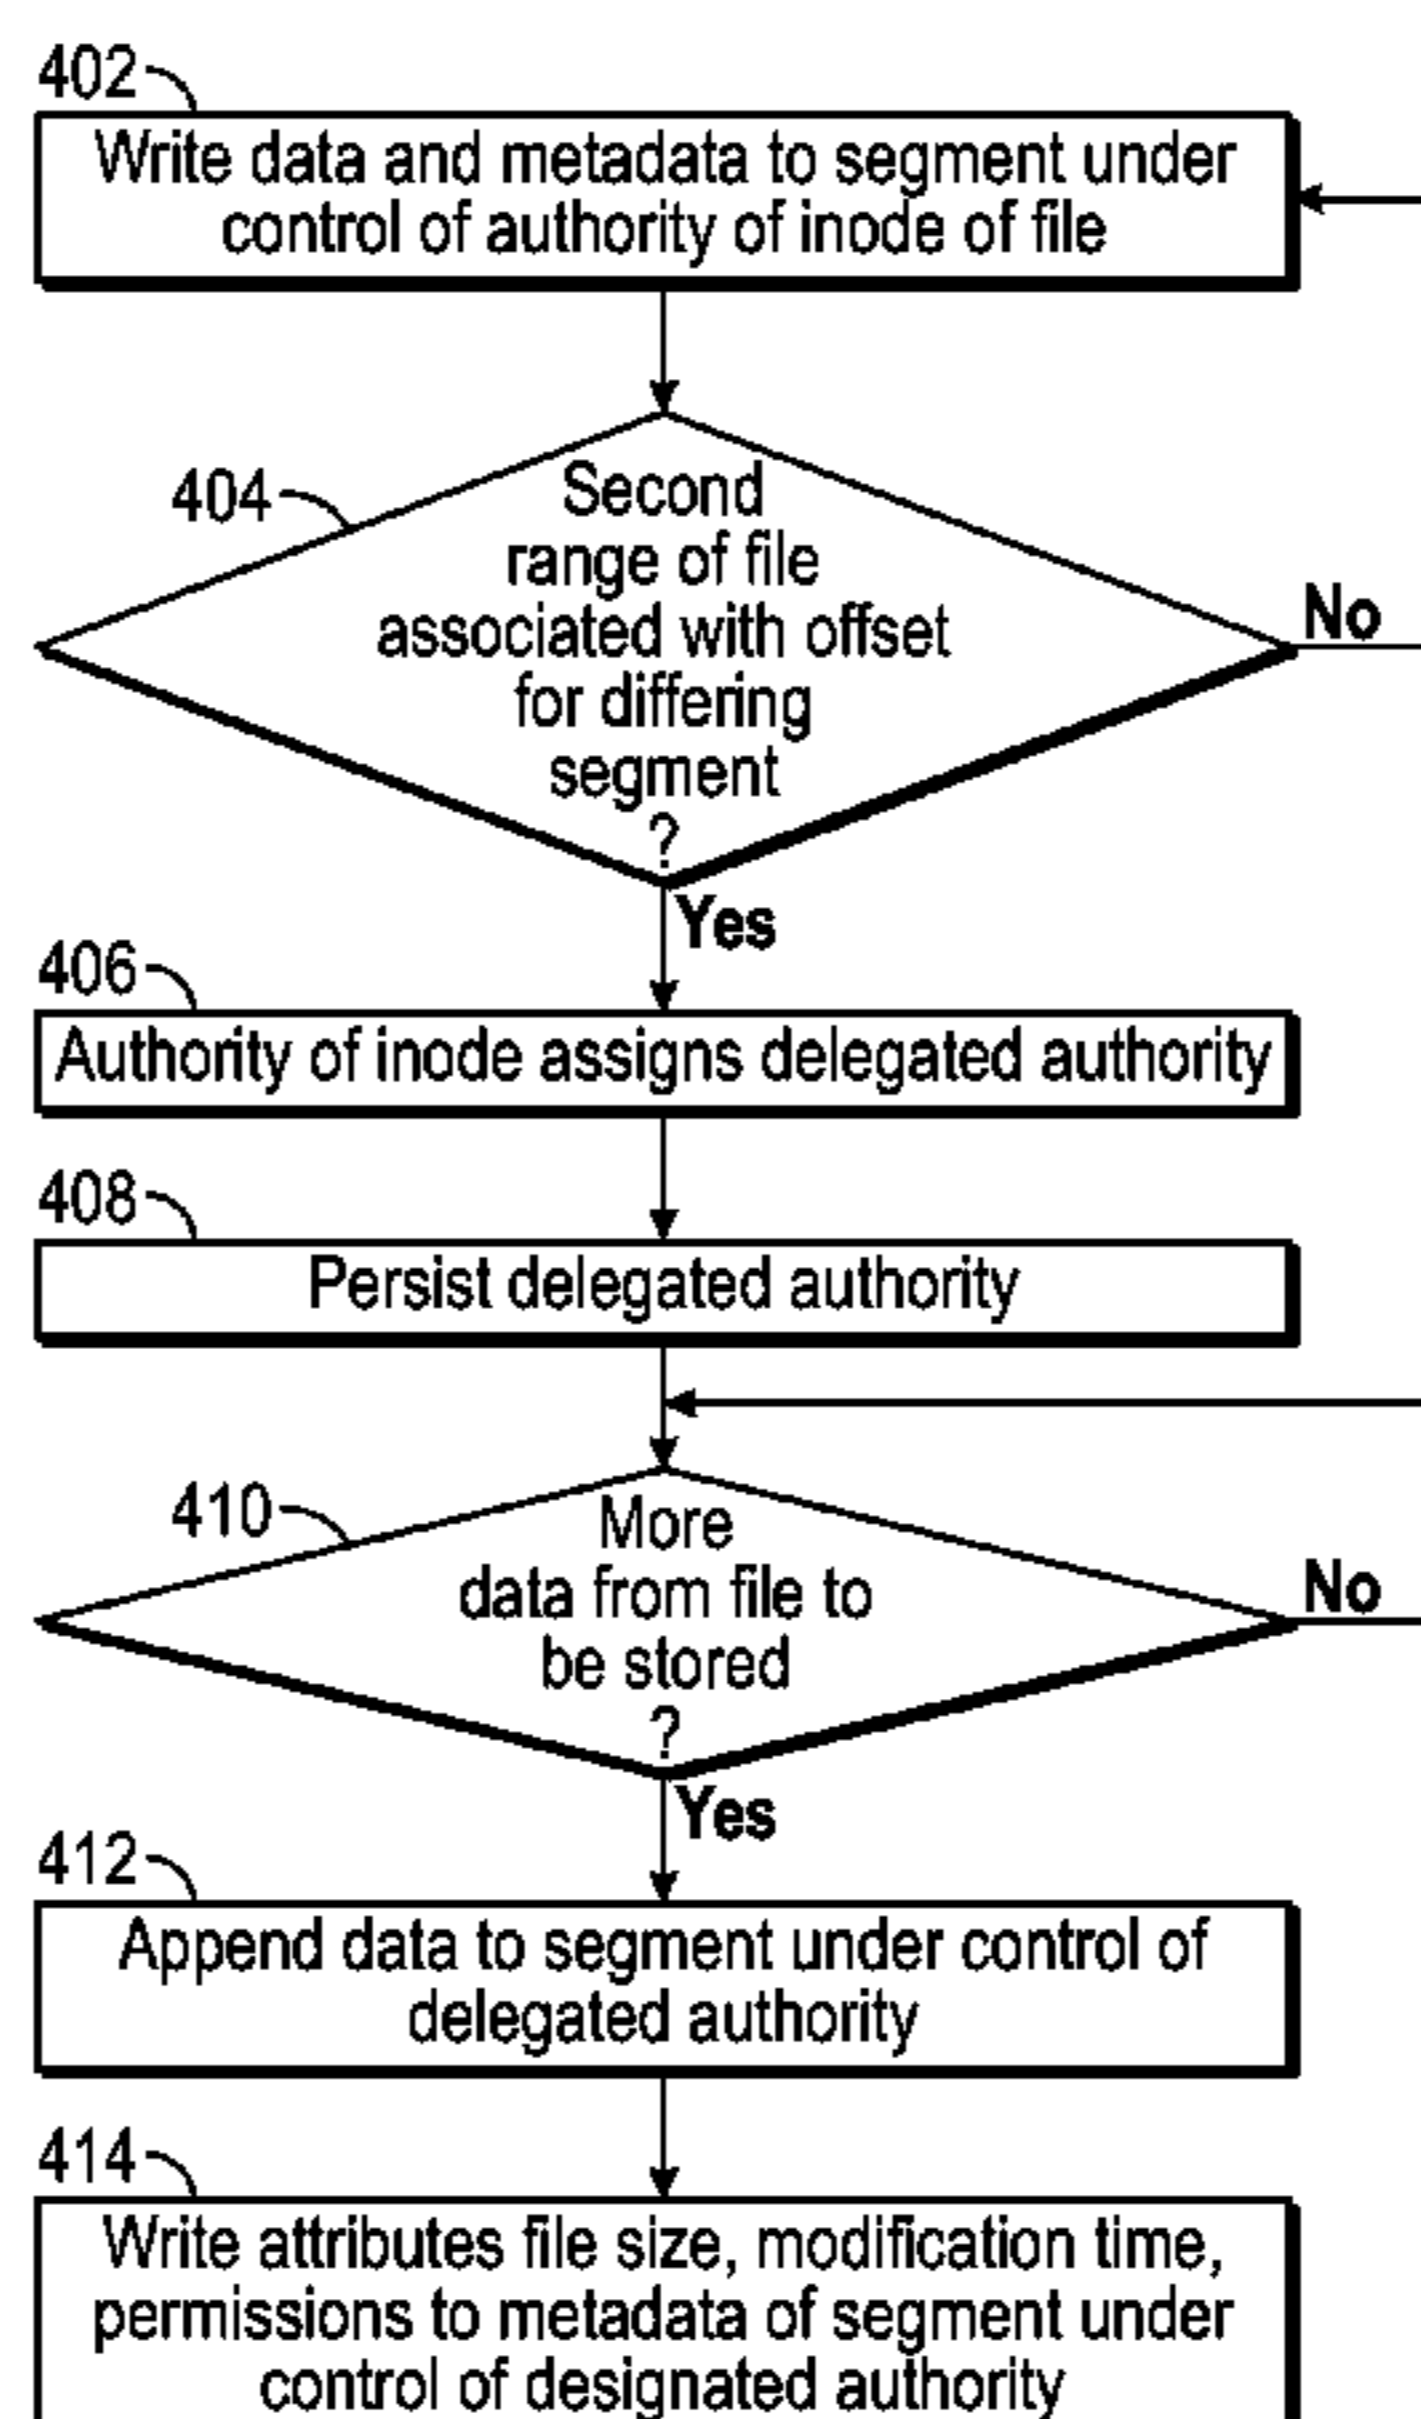 402
Write data and metadata to segment under
control of authority of inode of file
404
Second
range of file
associated with offset
for differing
segment
?
No
Yes
406
Authority of inode assigns delegated authority
408
Persist delegated authority
410
More
data from file to
be stored
?
No
Yes
412
Append data to segment under control of
delegated authority
414
Write attributes file size, modification time,
permissions to metadata of segment under
control of designated authority